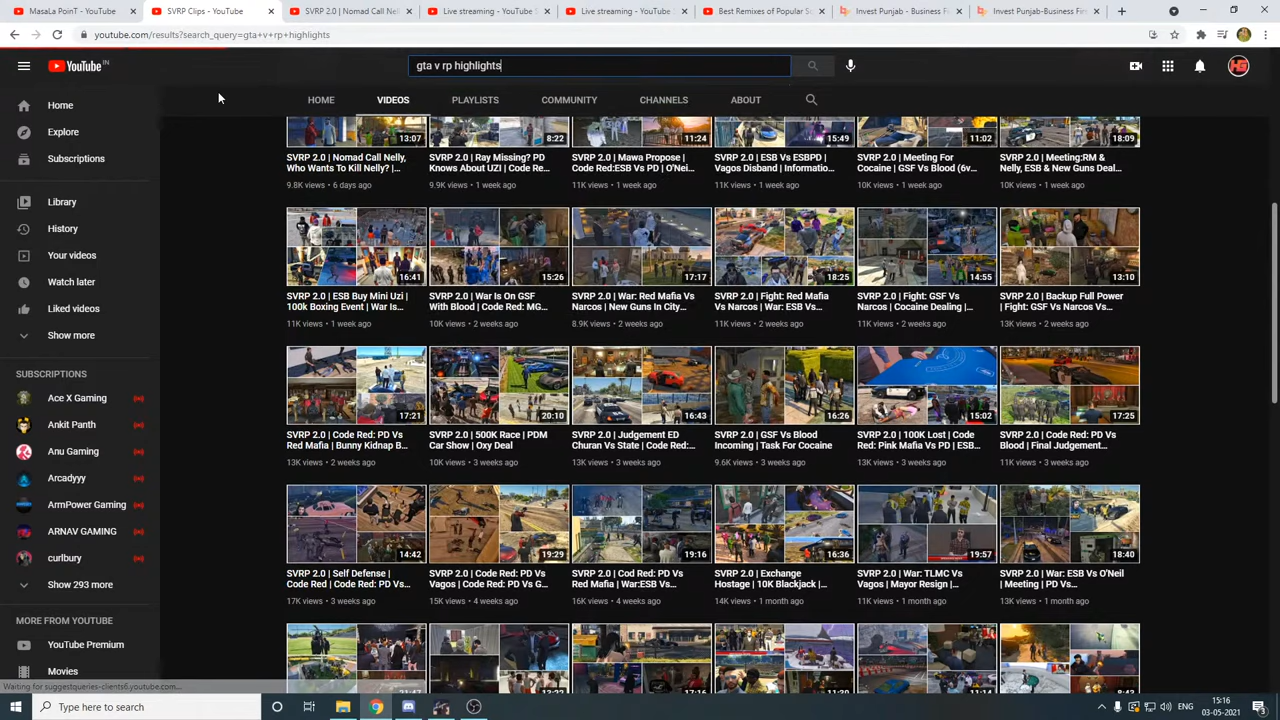 MasaLa PoinT - YouTube
SVRP Clips - YouTube
SVRP 2.0 | Nomad Call Nell
Live streaming - YouTube S
Live streaming - YouTube
Best Remixes of Popular So
Invest Punjab - Business Fi
Invest Punjab-Business Firs
youtube.com/results?search_query=gta+v+rp+highlights
YouTube IN
gta v rp highlights
HOME VIDEOS PLAYLISTS COMMUNITY CHANNELS ABOUT
Home
Explore
Subscriptions
Library
History
Your videos
Watch later
Liked videos
Show more
SUBSCRIPTIONS
Ace X Gaming
Ankit Panth
Anu Gaming
Arcadyyy
ArmPower Gaming
ARNAV GAMING
curlbury
Show 293 more
MORE FROM YOUTUBE
YouTube Premium
Movies
13:07 8:22 11:24 15:49 11:02 18:09
SVRP 2.0 | Nomad Call Nelly,
Who Wants To Kill Nelly? |...
9.8K views • 6 days ago
SVRP 2.0 | Ray Missing? PD
Knows About UZI | Code Re...
9.9K views • 1 week ago
SVRP 2.0 | Mawa Propose |
Code Red:ESB Vs PD | O'Nei...
11K views • 1 week ago
SVRP 2.0 | ESB Vs ESBPD |
Vagos Disband | Informatio...
11K views • 1 week ago
SVRP 2.0 | Meeting For
Cocaine | GSF Vs Blood (6v...
10K views • 1 week ago
SVRP 2.0 | Meeting:RM &
Nelly, ESB & New Guns Deal...
10K views • 1 week ago
16:41 15:26 17:17 18:25 14:55 13:10
SVRP 2.0 | ESB Buy Mini Uzi |
100k Boxing Event | War Is...
11K views • 1 week ago
SVRP 2.0 | War Is On GSF
With Blood | Code Red: MG...
10K views • 2 weeks ago
SVRP 2.0 | War: Red Mafia Vs
Narcos | New Guns In City...
8.9K views • 2 weeks ago
SVRP 2.0 | Fight: Red Mafia
Vs Narcos | War: ESB Vs...
11K views • 2 weeks ago
SVRP 2.0 | Fight: GSF Vs
Narcos | Cocaine Dealing |...
11K views • 2 weeks ago
SVRP 2.0 | Backup Full Power
| Fight: GSF Vs Narcos Vs...
13K views • 2 weeks ago
17:21 20:10 16:43 16:26 15:02 17:25
SVRP 2.0 | Code Red: PD Vs
Red Mafia | Bunny Kidnap B...
13K views • 2 weeks ago
SVRP 2.0 | 500K Race | PDM
Car Show | Oxy Deal
10K views • 3 weeks ago
SVRP 2.0 | Judgement ED
Churan Vs State | Code Red:...
13K views • 3 weeks ago
SVRP 2.0 | GSF Vs Blood
Incoming | Task For Cocaine
9.6K views • 3 weeks ago
SVRP 2.0 | 100K Lost | Code
Red: Pink Mafia Vs PD | ESB...
13K views • 3 weeks ago
SVRP 2.0 | Code Red: PD Vs
Blood | Final Judgement...
11K views • 3 weeks ago
14:42 19:29 19:16 16:36 19:57 18:40
SVRP 2.0 | Self Defense |
Code Red | Code Red: PD Vs...
17K views • 3 weeks ago
SVRP 2.0 | Code Red: PD Vs
Vagos | Code Red: PD Vs G...
15K views • 4 weeks ago
SVRP 2.0 | Cod Red: PD Vs
Red Mafia | War:ESB Vs...
16K views • 4 weeks ago
SVRP 2.0 | Exchange
Hostage | 10K Blackjack |...
14K views • 1 month ago
SVRP 2.0 | War: TLMC Vs
Vagos | Mayor Resign |...
11K views • 1 month ago
SVRP 2.0 | War: ESB Vs O'Neil
| Meeting | PD Vs...
13K views • 1 month ago
Waiting for suggestqueries-clients6.youtube.com...
Type here to search
ENG
15:16
03-05-2021